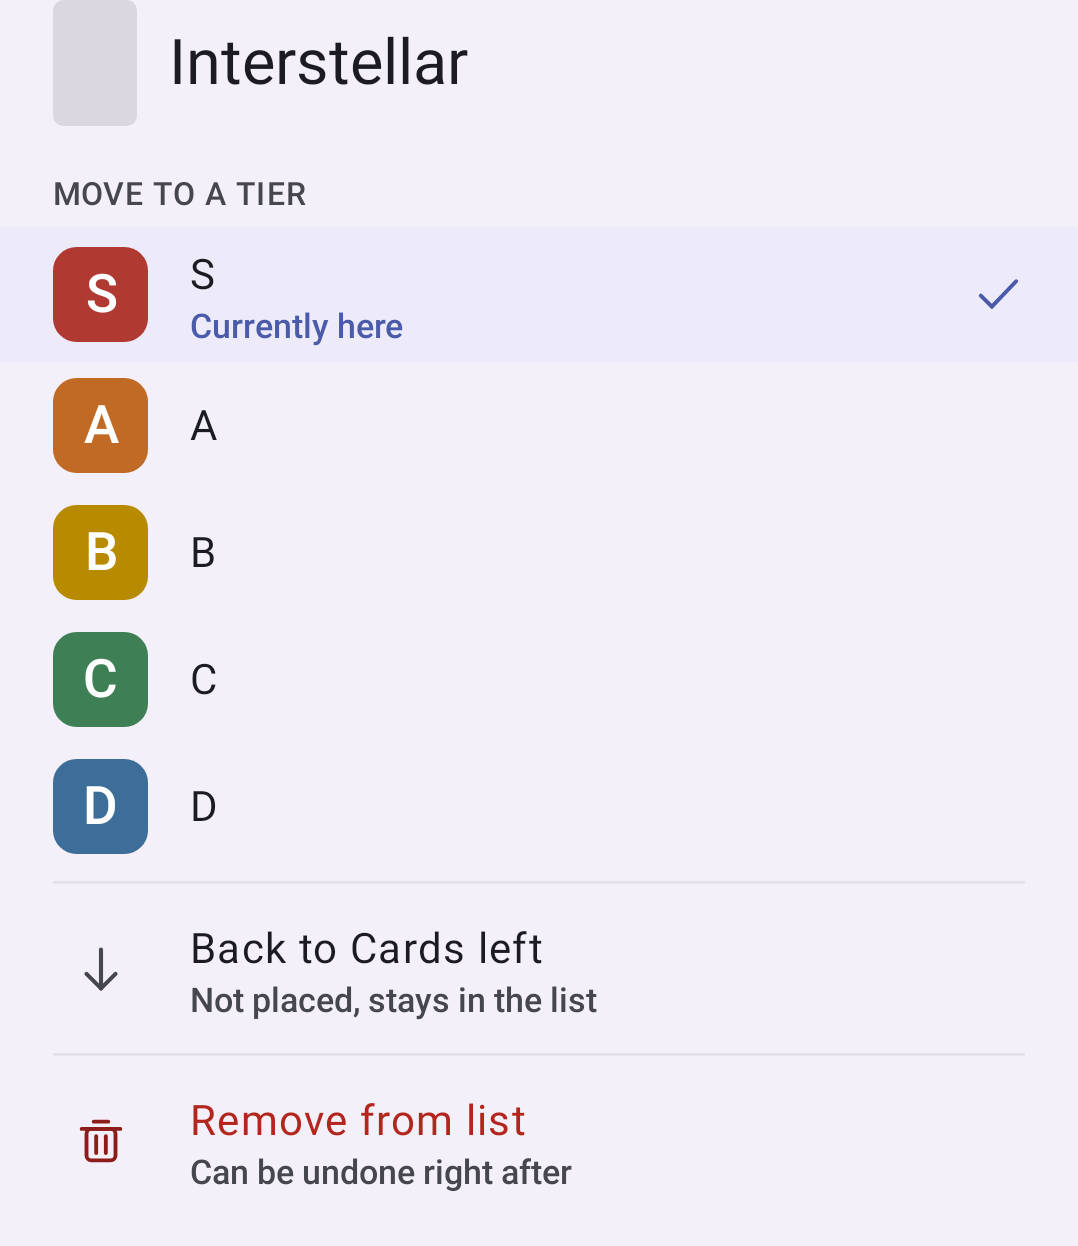 Interstellar
MOVE TO A TIER
S
S
Currently here
A
A
B
B
C
C
D
D
Back to Cards left
Not placed, stays in the list
Remove from list
Can be undone right after